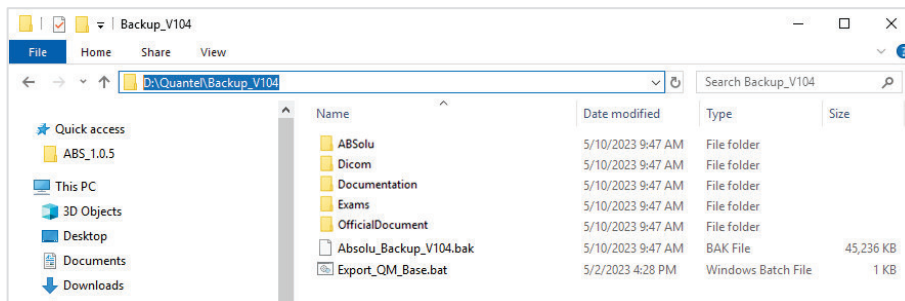 Backup_V104
File Home Share View
D:\Quantel\Backup_V104 Search Backup_V104
Name Date modified Type Size
Quick access
ABS_1.0.5
This PC
3D Objects
Desktop
Documents
Downloads
ABSolu 5/10/2023 9:47 AM File folder
Dicom 5/10/2023 9:47 AM File folder
Documentation 5/10/2023 9:47 AM File folder
Exams 5/10/2023 9:47 AM File folder
OfficialDocument 5/10/2023 9:47 AM File folder
Absolu_Backup_V104.bak 5/10/2023 9:47 AM BAK File 45,236 KB
Export_QM_Base.bat 5/2/2023 4:28 PM Windows Batch File 1 KB